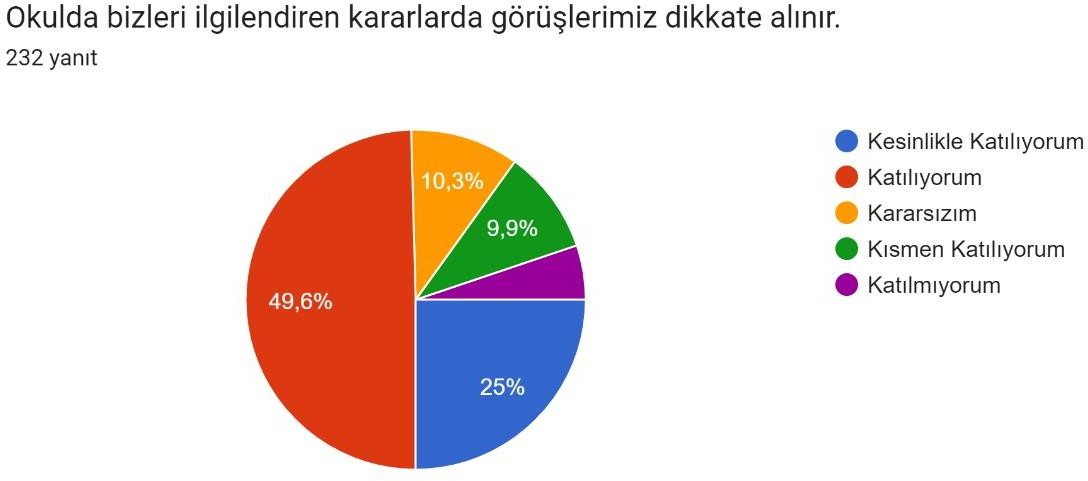 Okulda bizleri ilgilendiren kararlarda görüşlerimiz dikkate alınır.
232 yanıt
Kesinlikle Katılıyorum
Katılıyorum
Kararsızım
Kısmen Katılıyorum
Katılmıyorum
10,3%
9,9%
49,6%
25%